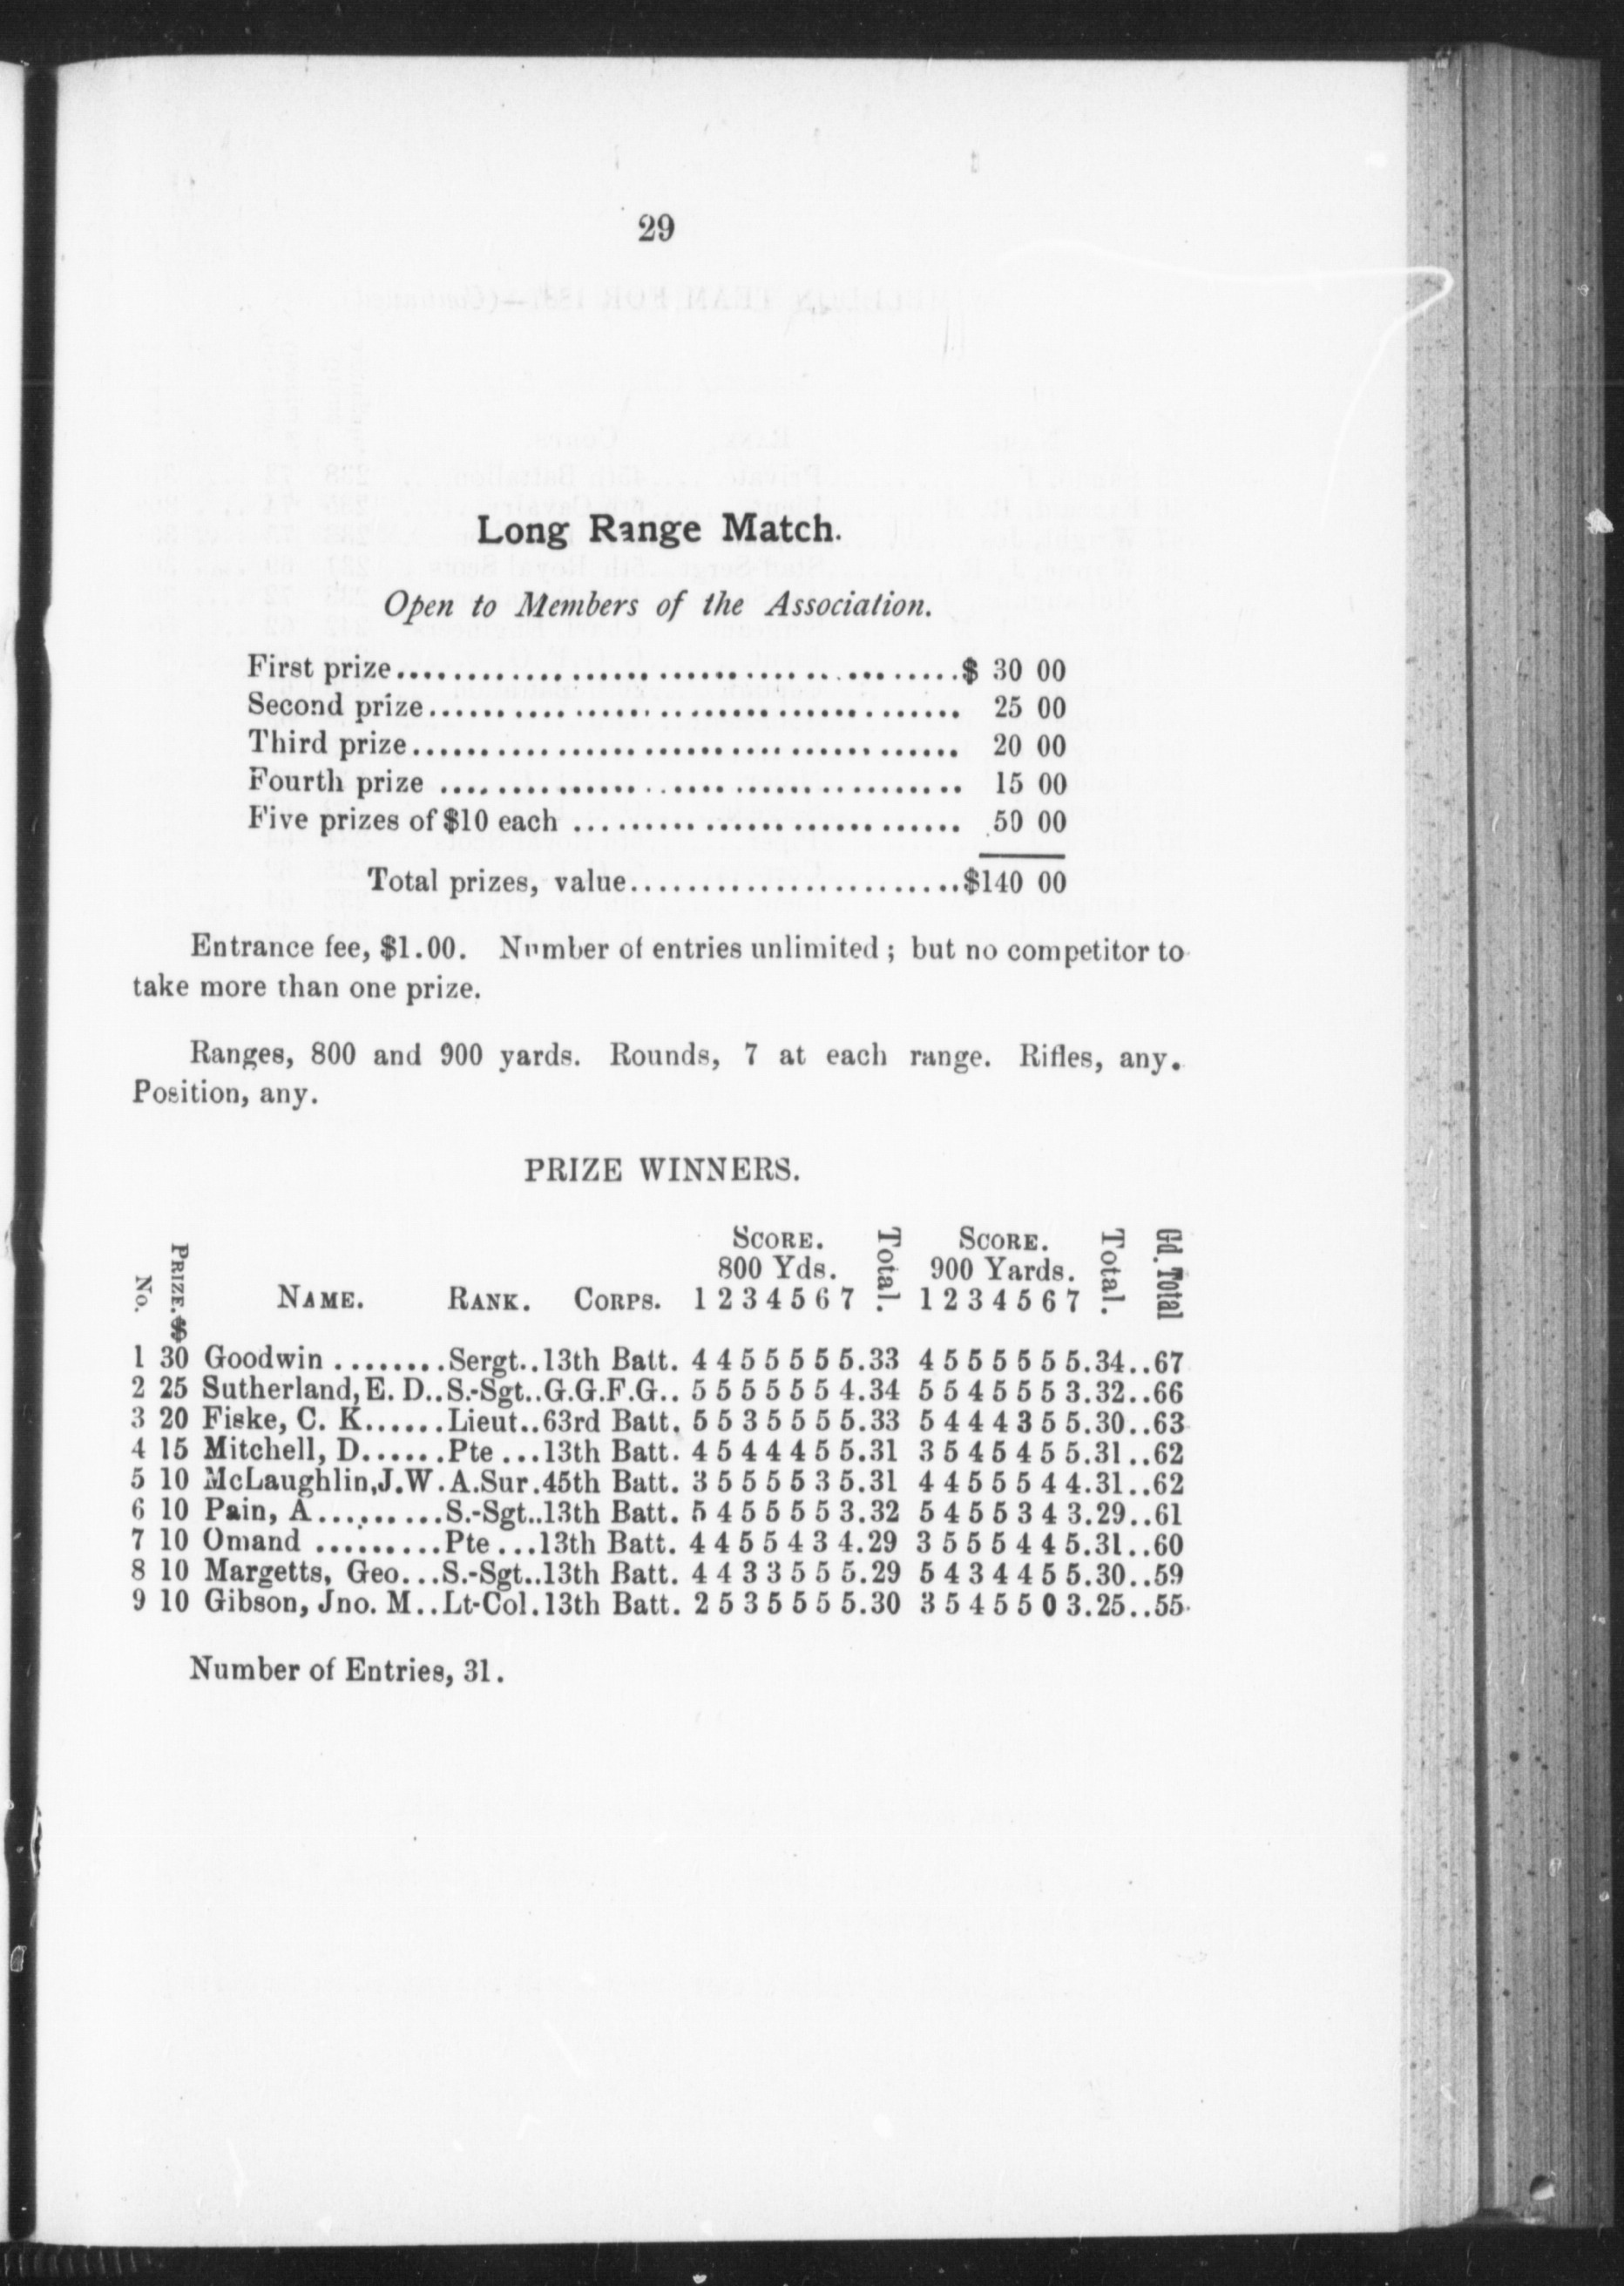 29
Long Range Match.
Open to Members of the Association.
First prize........................................$ 30 00
Second prize........................................ 25 00
Third prize........................................ 20 00
Fourth prize ........................................ 15 00
Five prizes of $10 each .............................. 50 00
Total prizes, value........................$140 00
Entrance fee, $1.00. Number of entries unlimited ; but no competitor to
take more than one prize.
Ranges, 800 and 900 yards. Rounds, 7 at each range. Rifles, any.
Position, any.
PRIZE WINNERS.
No. PRIZE. $ NAME. RANK. CORPS. SCORE. 800 Yds. 1 2 3 4 5 6 7 Total. SCORE. 900 Yards. 1 2 3 4 5 6 7 Total. Gd. Total
1 30 Goodwin ........Sergt..13th Batt. 4 4 5 5 5 5 5.33 4 5 5 5 5 5 5.34..67
2 25 Sutherland, E. D..S.-Sgt..G.G.F.G.. 5 5 5 5 5 5 4.34 5 5 4 5 5 5 3.32..66
3 20 Fiske, C. K......Lieut..63rd Batt. 5 5 3 5 5 5 5.33 5 4 4 4 3 5 5.30..63
4 15 Mitchell, D.......Pte ...13th Batt. 4 5 4 4 4 5 5.31 3 5 4 5 4 5 5.31..62
5 10 McLaughlin,J.W.A.Sur.45th Batt. 3 5 5 5 5 3 5.31 4 4 5 5 5 4 4.31..62
6 10 Pain, A..........S.-Sgt..13th Batt. 5 4 5 5 5 5 3.32 5 4 5 5 3 4 3.29..61
7 10 Omand .........Pte ...13th Batt. 4 4 5 5 4 3 4.29 3 5 5 5 4 4 5.31..60
8 10 Margetts, Geo...S.-Sgt..13th Batt. 4 4 3 3 5 5 5.29 5 4 3 4 4 5 5.30..59
9 10 Gibson, Jno. M..Lt-Col.13th Batt. 2 5 3 5 5 5 5.30 3 5 4 5 5 0 3.25..55
Number of Entries, 31.